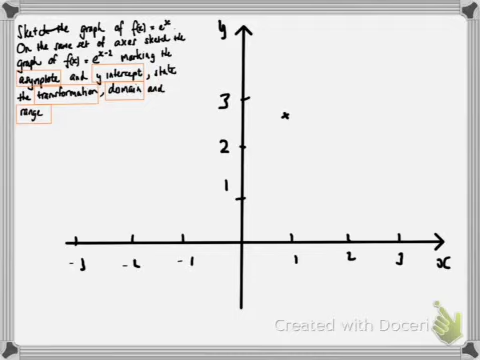 Sketch the graph of f(x) = eˣ.
On the same set of axes sketch the
graph of f(x) = eˣ⁻² marking the
asymptote and y intercept, state
the transformation, domain and
range
y
3
2
1
-3 -2 -1 1 2 3 x
Created with Doceri